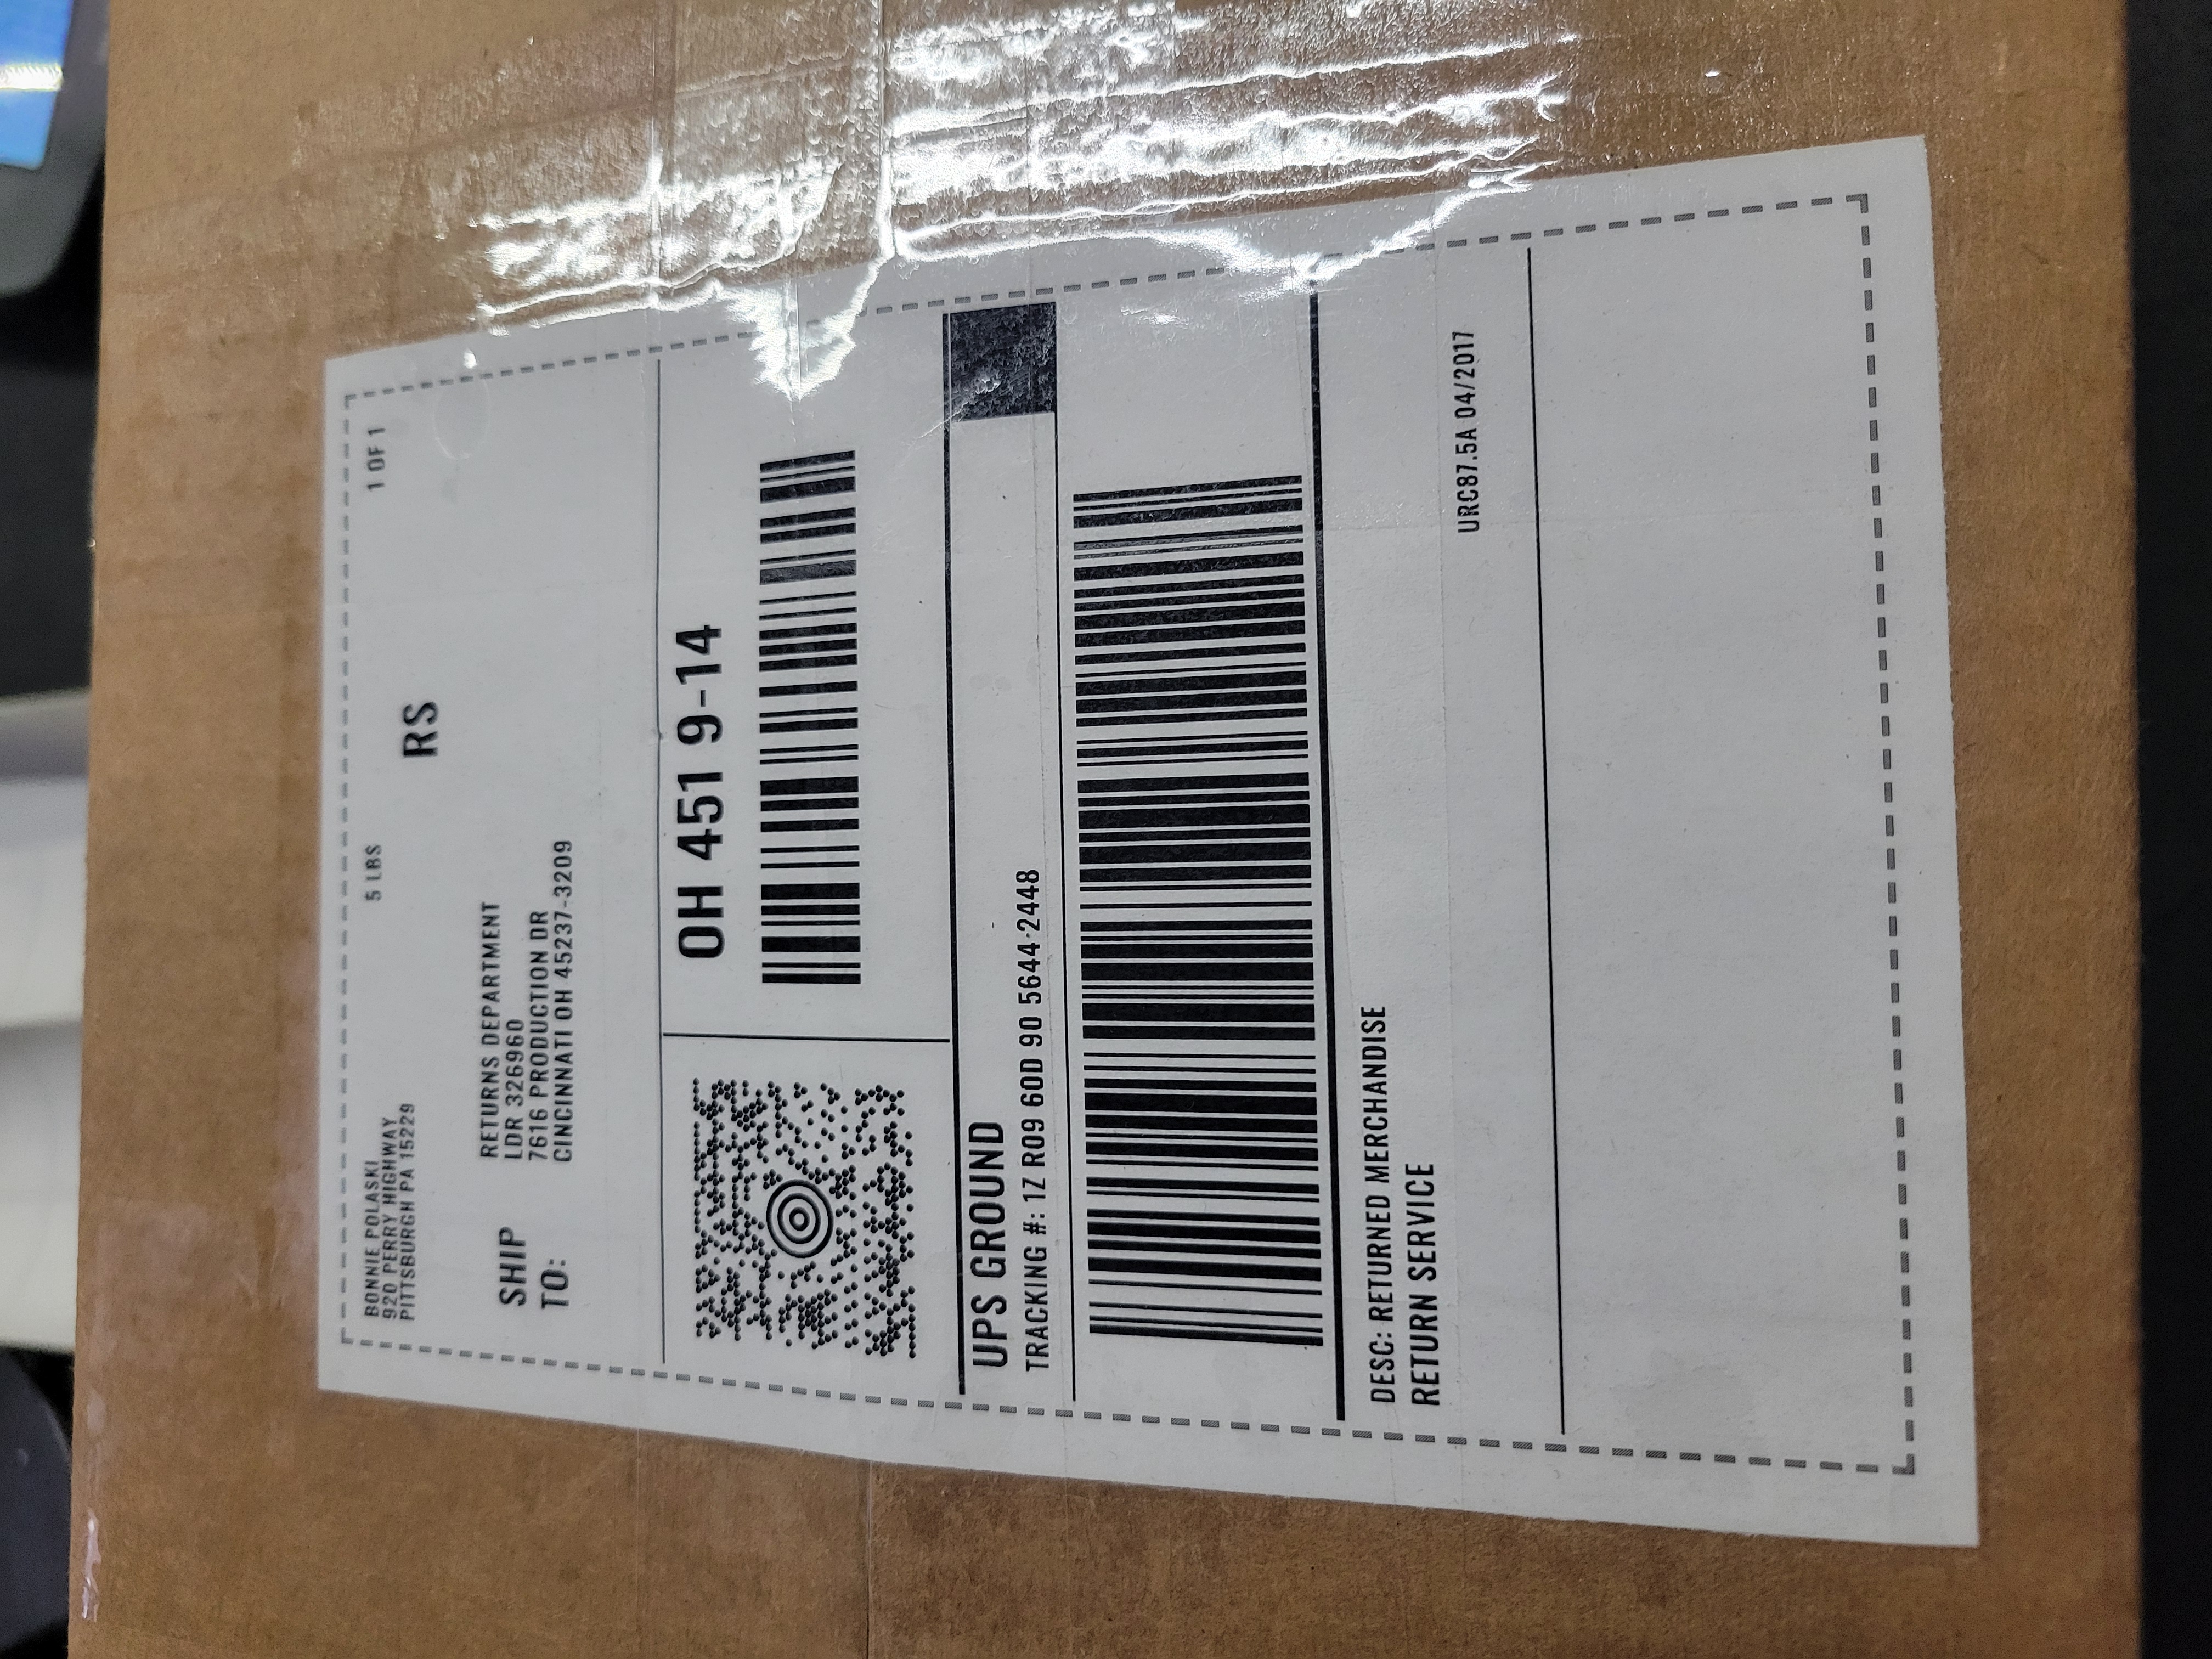 BONNIE POLASKI
920 PERRY HIGHWAY
PITTSBURGH PA 15229
5 LBS
1 OF 1
RS
SHIP
TO:
RETURNS DEPARTMENT
LDR 326960
7616 PRODUCTION DR
CINCINNATI OH 45237-3209
OH 451 9-14
UPS GROUND
TRACKING #: 1Z R09 60D 90 5644 2448
DESC: RETURNED MERCHANDISE
RETURN SERVICE
URC87.5A 04/2017